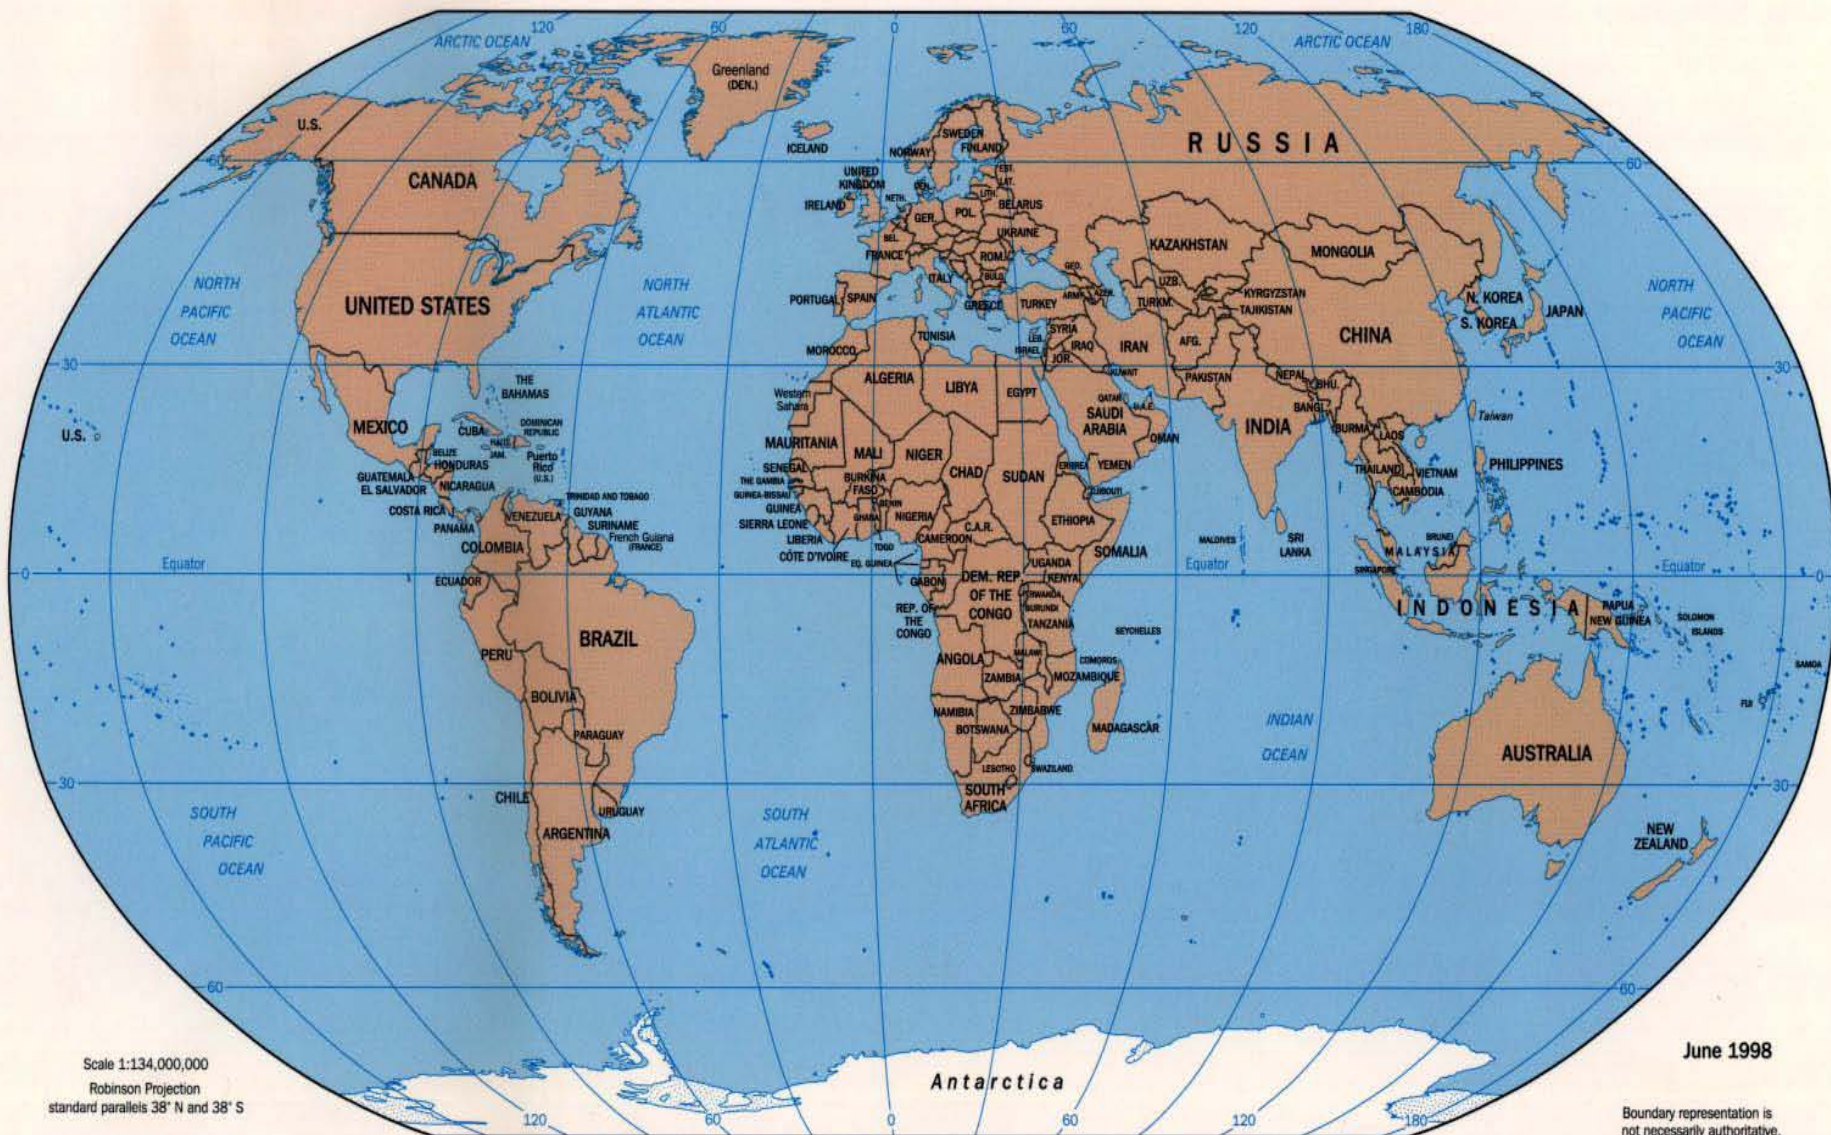 120
60
0
60
120
180
ARCTIC OCEAN
ARCTIC OCEAN
Greenland
(DEN.)
U.S.
ICELAND
SWEDEN
NORWAY
FINLAND
RUSSIA
60
60
CANADA
UNITED
KINGDOM
IRELAND
DEN.
NETH.
EST.
LAT.
LITH.
BELARUS
GER.
POL.
BEL.
UKRAINE
FRANCE
ROM.
KAZAKHSTAN
MONGOLIA
ITALY
BULG.
GEO.
UZB.
NORTH
PACIFIC
OCEAN
NORTH
ATLANTIC
OCEAN
NORTH
PACIFIC
OCEAN
UNITED STATES
PORTUGAL
SPAIN
GREECE
TURKEY
ARM.
AZER.
TURKM.
KYRGYZSTAN
TAJIKISTAN
N. KOREA
S. KOREA
JAPAN
CHINA
TUNISIA
SYRIA
LEB.
ISRAEL
IRAQ
JOR.
IRAN
AFG.
MOROCCO
30
30
ALGERIA
LIBYA
EGYPT
KUWAIT
PAKISTAN
NEPAL
BHU.
THE
BAHAMAS
Western
Sahara
QATAR
U.A.E.
SAUDI
ARABIA
BANGL.
INDIA
BURMA
LAOS
Taiwan
U.S.
MEXICO
CUBA
DOMINICAN
REPUBLIC
HAITI
JAM.
Puerto
Rico
(U.S.)
BELIZE
HONDURAS
GUATEMALA
EL SALVADOR
NICARAGUA
COSTA RICA
PANAMA
TRINIDAD AND TOBAGO
VENEZUELA
GUYANA
SURINAME
French Guiana
(FRANCE)
COLOMBIA
MAURITANIA
MALI
NIGER
CHAD
SUDAN
ERITREA
YEMEN
OMAN
SENEGAL
THE GAMBIA
GUINEA-BISSAU
GUINEA
SIERRA LEONE
LIBERIA
CÔTE D'IVOIRE
BURKINA
FASO
BENIN
GHANA
TOGO
NIGERIA
C.A.R.
CAMEROON
EQ. GUINEA
DJIBOUTI
ETHIOPIA
SOMALIA
THAILAND
VIETNAM
CAMBODIA
PHILIPPINES
MALDIVES
SRI
LANKA
BRUNEI
MALAYSIA
SINGAPORE
Equator
Equator
Equator
0
0
ECUADOR
GABON
DEM. REP.
OF THE
CONGO
REP. OF
THE
CONGO
UGANDA
KENYA
RWANDA
BURUNDI
TANZANIA
SEYCHELLES
INDONESIA
PAPUA
NEW GUINEA
SOLOMON
ISLANDS
SAMOA
FIJI
PERU
BRAZIL
BOLIVIA
PARAGUAY
ANGOLA
ZAMBIA
MALAWI
COMOROS
MOZAMBIQUE
NAMIBIA
ZIMBABWE
BOTSWANA
MADAGASCAR
INDIAN
OCEAN
AUSTRALIA
LESOTHO
SWAZILAND
SOUTH
AFRICA
30
30
CHILE
URUGUAY
ARGENTINA
SOUTH
PACIFIC
OCEAN
SOUTH
ATLANTIC
OCEAN
NEW
ZEALAND
60
60
Antarctica
120
60
0
60
120
180
Scale 1:134,000,000
Robinson Projection
standard parallels 38° N and 38° S
June 1998
Boundary representation is
not necessarily authoritative.